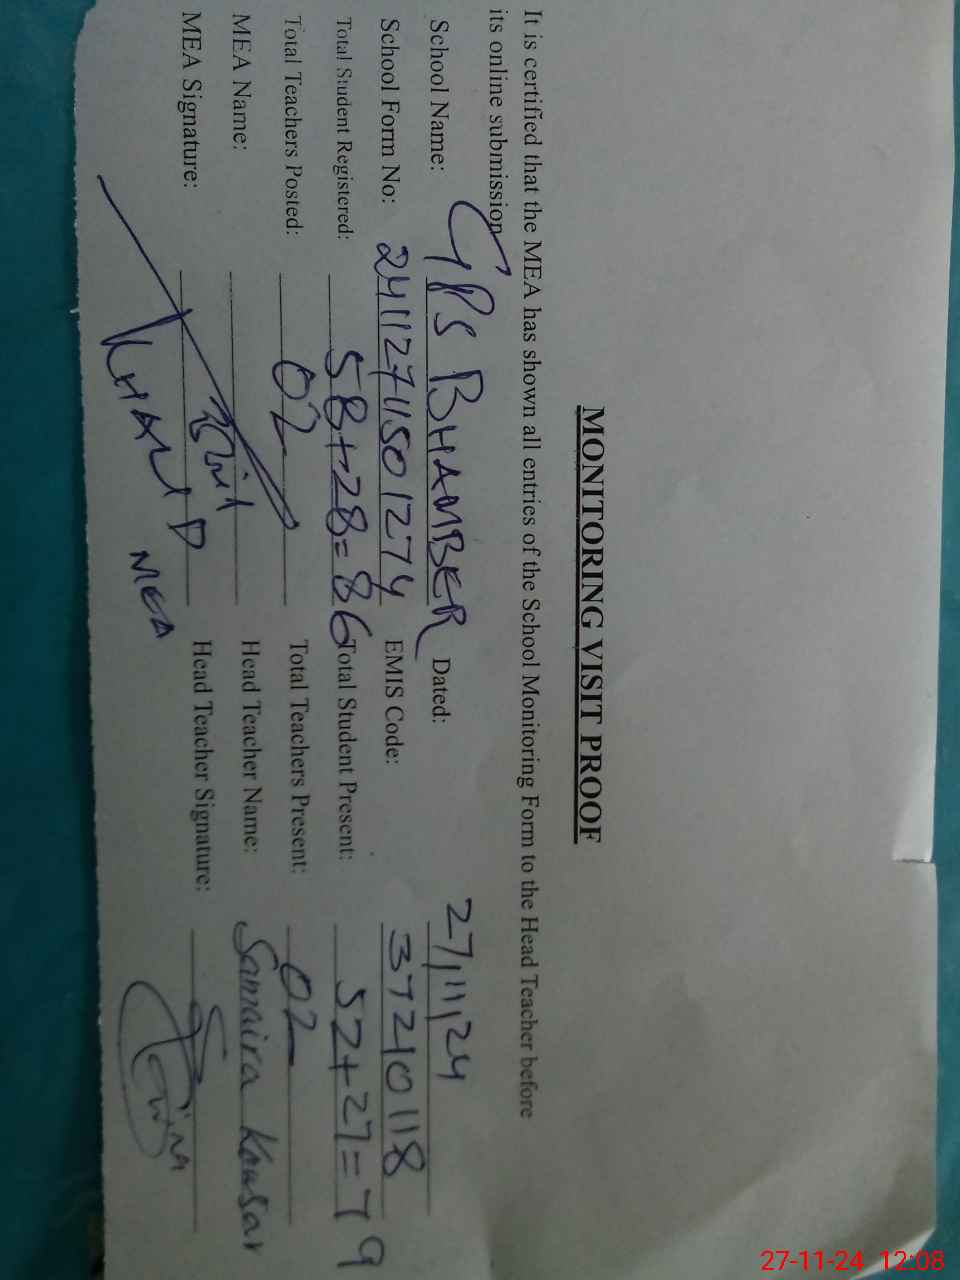 MONITORING VISIT PROOF
It is certified that the MEA has shown all entries of the School Monitoring Form to the Head Teacher before
its online submission
School Name: GPS BHAMBER Dated: 27/11/24
School Form No: 24112711501274 EMIS Code: 37210118
Total Student Registered: 58+28=86 Total Student Present: 52+27=79
Total Teachers Posted: 02 Total Teachers Present: 02
MEA Name: Head Teacher Name: Samaira Kousar
MEA Signature: KHALID MEA Head Teacher Signature:
27-11-24 12:08